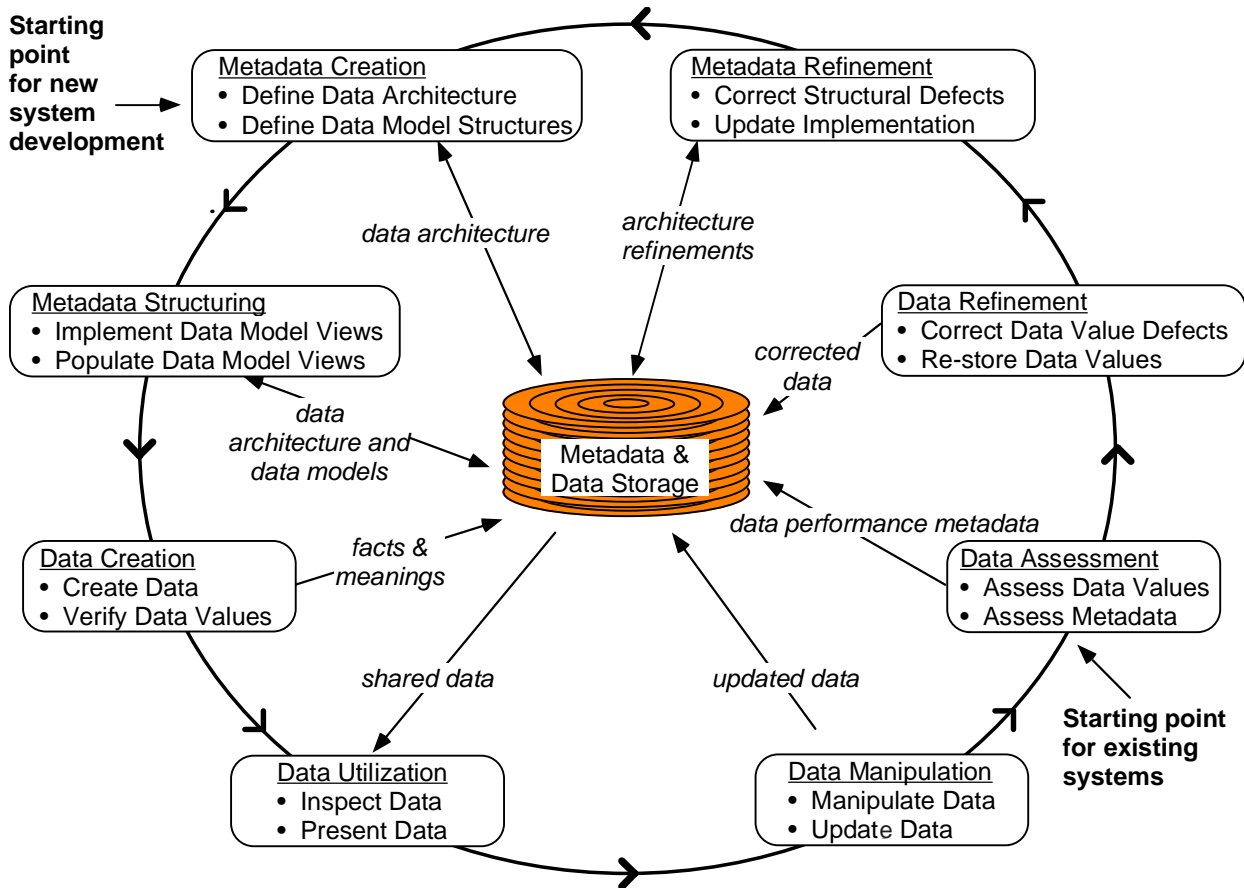 Starting
point
for new
system
development
Metadata Creation
• Define Data Architecture
• Define Data Model Structures
Metadata Refinement
• Correct Structural Defects
• Update Implementation
data architecture
architecture
refinements
Metadata Structuring
• Implement Data Model Views
• Populate Data Model Views
Data Refinement
• Correct Data Value Defects
• Re-store Data Values
corrected
data
data
architecture and
data models
Metadata &
Data Storage
data performance metadata
facts &
meanings
Data Creation
• Create Data
• Verify Data Values
Data Assessment
• Assess Data Values
• Assess Metadata
shared data
updated data
Starting point
for existing
systems
Data Utilization
• Inspect Data
• Present Data
Data Manipulation
• Manipulate Data
• Update Data